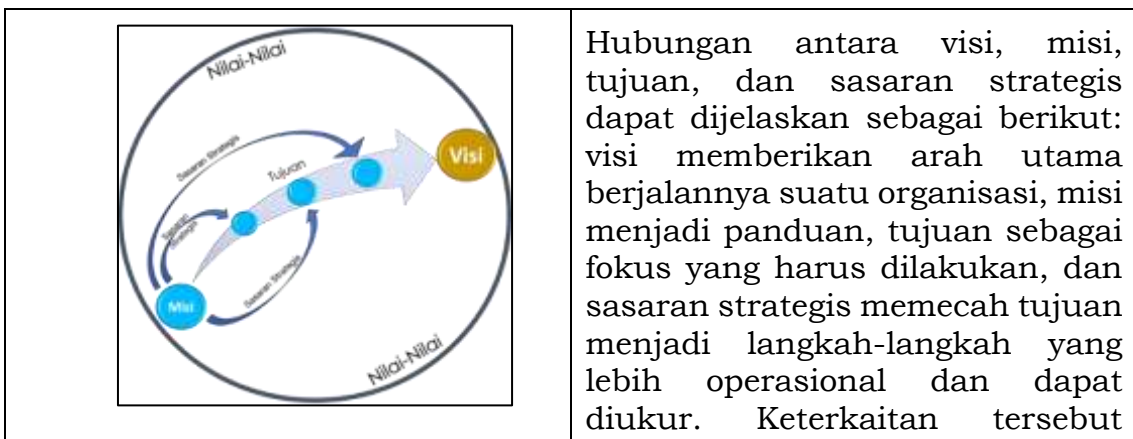 Nilai-Nilai
Sasaran Strategis
Tujuan
Visi
Sasaran
Strategis
Sasaran Strategis
Misi
Nilai-Nilai
Hubungan antara visi, misi,
tujuan, dan sasaran strategis
dapat dijelaskan sebagai berikut:
visi memberikan arah utama
berjalannya suatu organisasi, misi
menjadi panduan, tujuan sebagai
fokus yang harus dilakukan, dan
sasaran strategis memecah tujuan
menjadi langkah-langkah yang
lebih operasional dan dapat
diukur. Keterkaitan tersebut